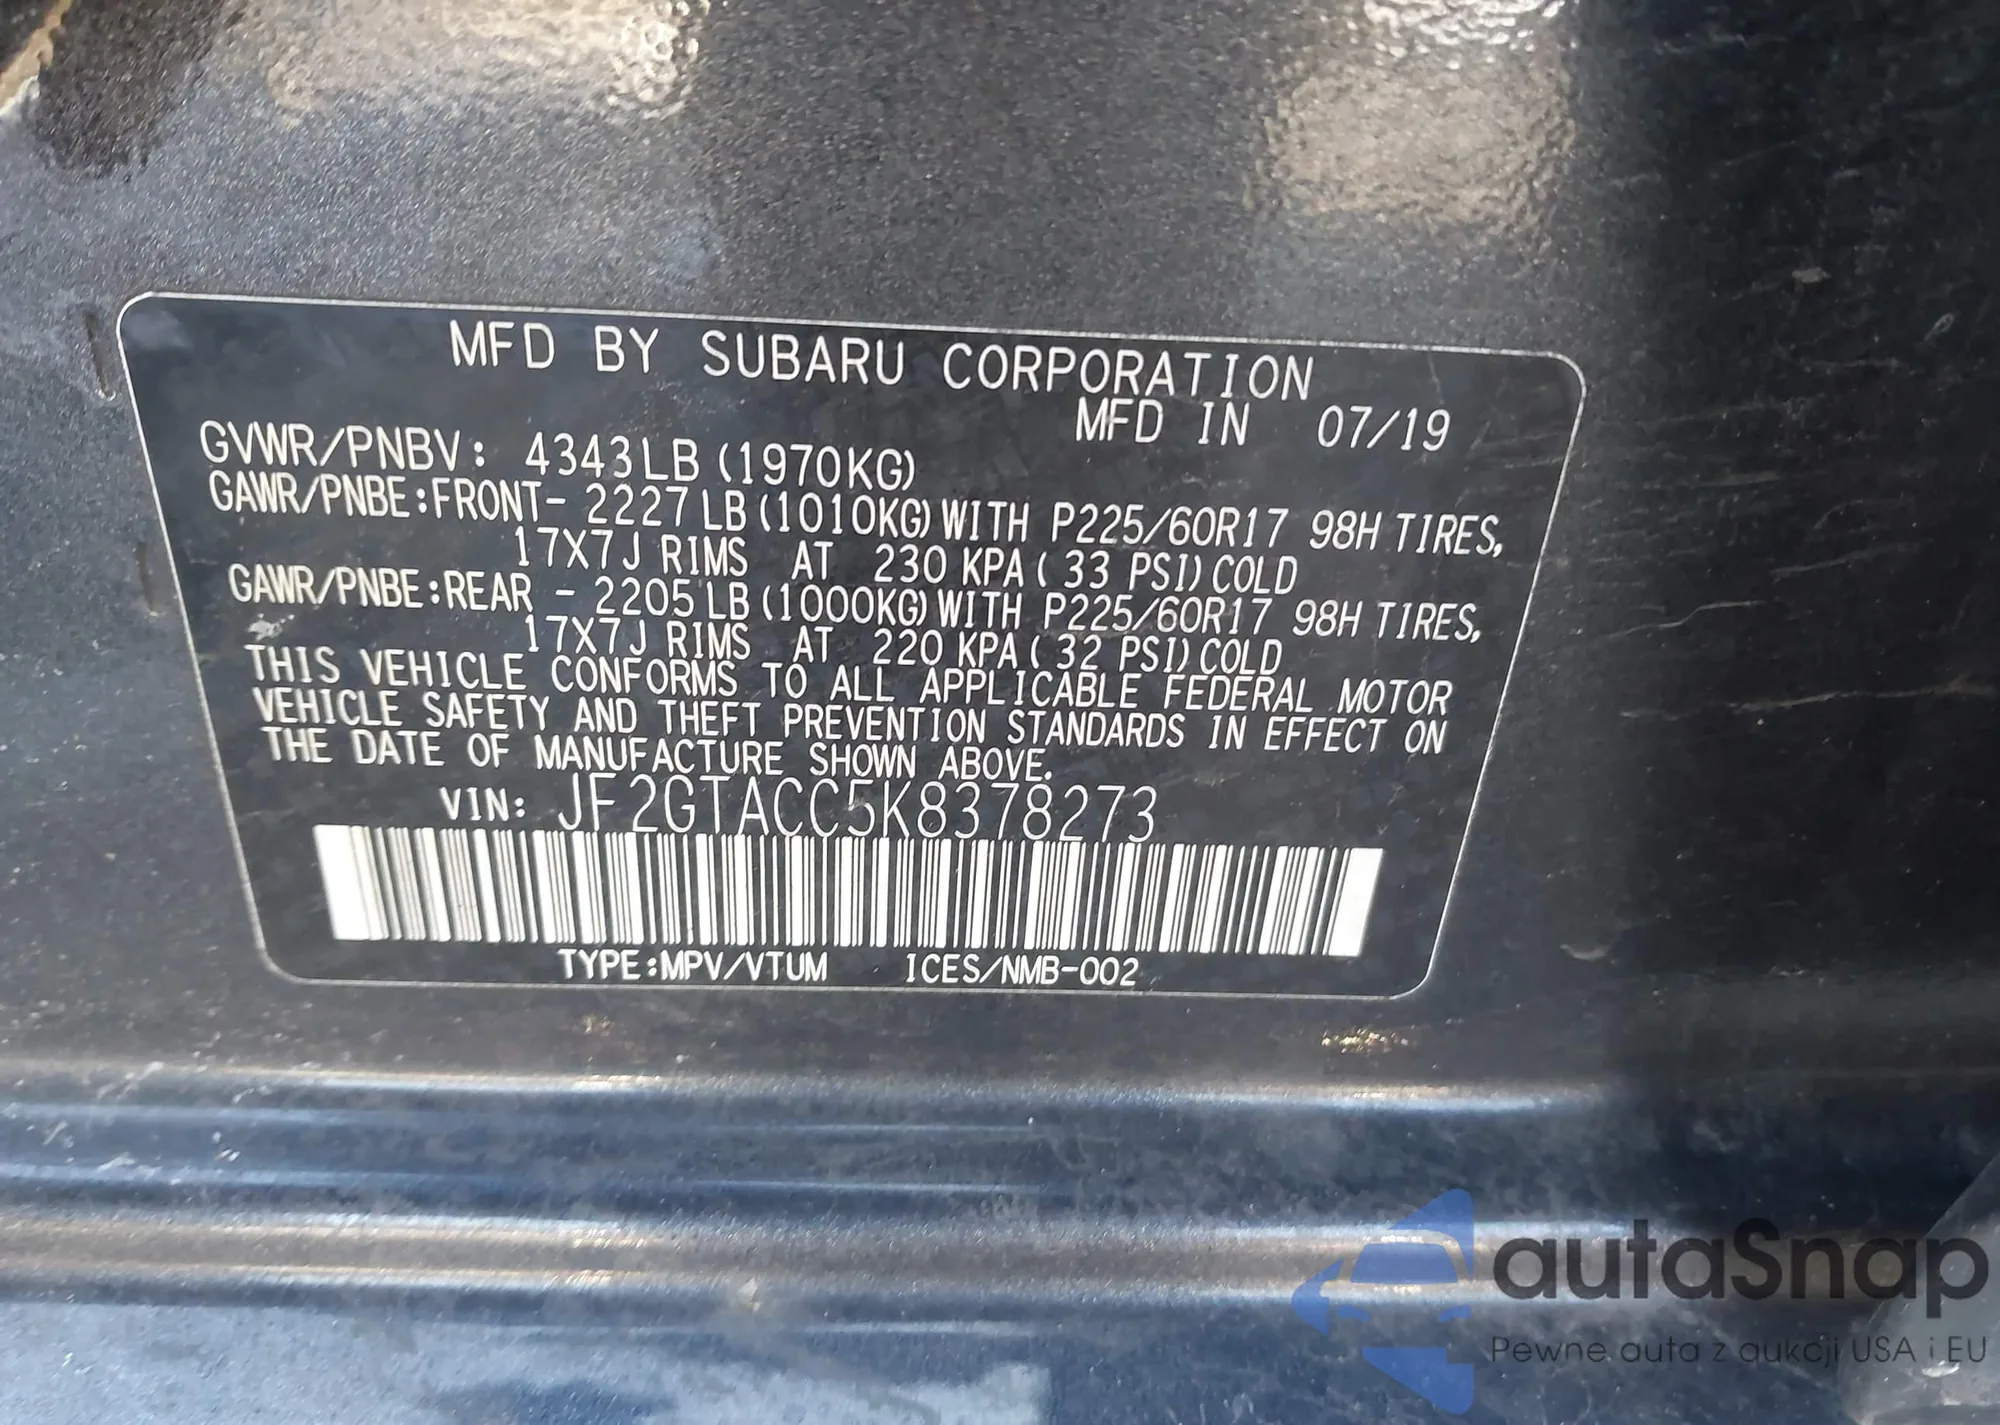 MFD BY SUBARU CORPORATION
MFD IN 07/19
GVWR/PNBV: 4343LB (1970KG)
GAWR/PNBE:FRONT- 2227LB(1010KG)WITH P225/60R17 98H TIRES,
17X7J RIMS AT 230 KPA( 33 PSI)COLD
GAWR/PNBE:REAR - 2205LB(1000KG)WITH P225/60R17 98H TIRES,
17X7J RIMS AT 220 KPA( 32 PSI)COLD
THIS VEHICLE CONFORMS TO ALL APPLICABLE FEDERAL MOTOR
VEHICLE SAFETY AND THEFT PREVENTION STANDARDS IN EFFECT ON
THE DATE OF MANUFACTURE SHOWN ABOVE.
VIN: JF2GTACC5K8378273
TYPE:MPV/VTUM ICES/NMB-002
autaSnap
Pewne auta z aukcji USA i EU